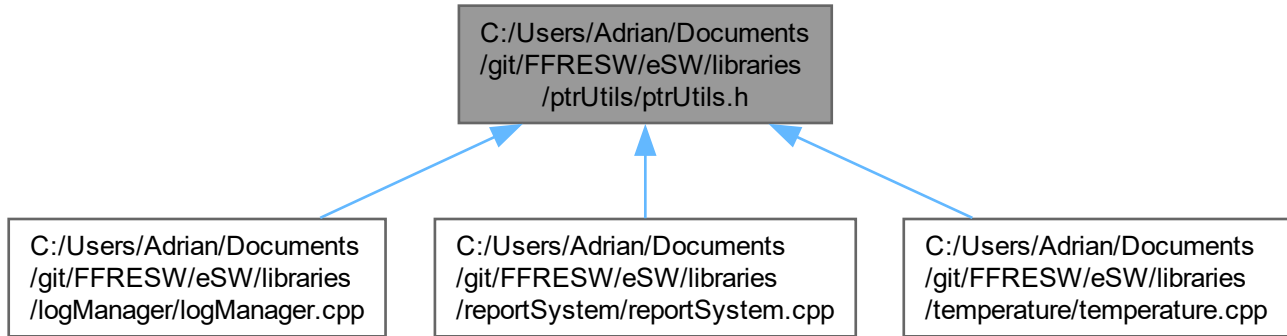 C:/Users/Adrian/Documents
/git/FFRESW/eSW/libraries
/ptrUtils/ptrUtils.h
C:/Users/Adrian/Documents
/git/FFRESW/eSW/libraries
/logManager/logManager.cpp
C:/Users/Adrian/Documents
/git/FFRESW/eSW/libraries
/reportSystem/reportSystem.cpp
C:/Users/Adrian/Documents
/git/FFRESW/eSW/libraries
/temperature/temperature.cpp